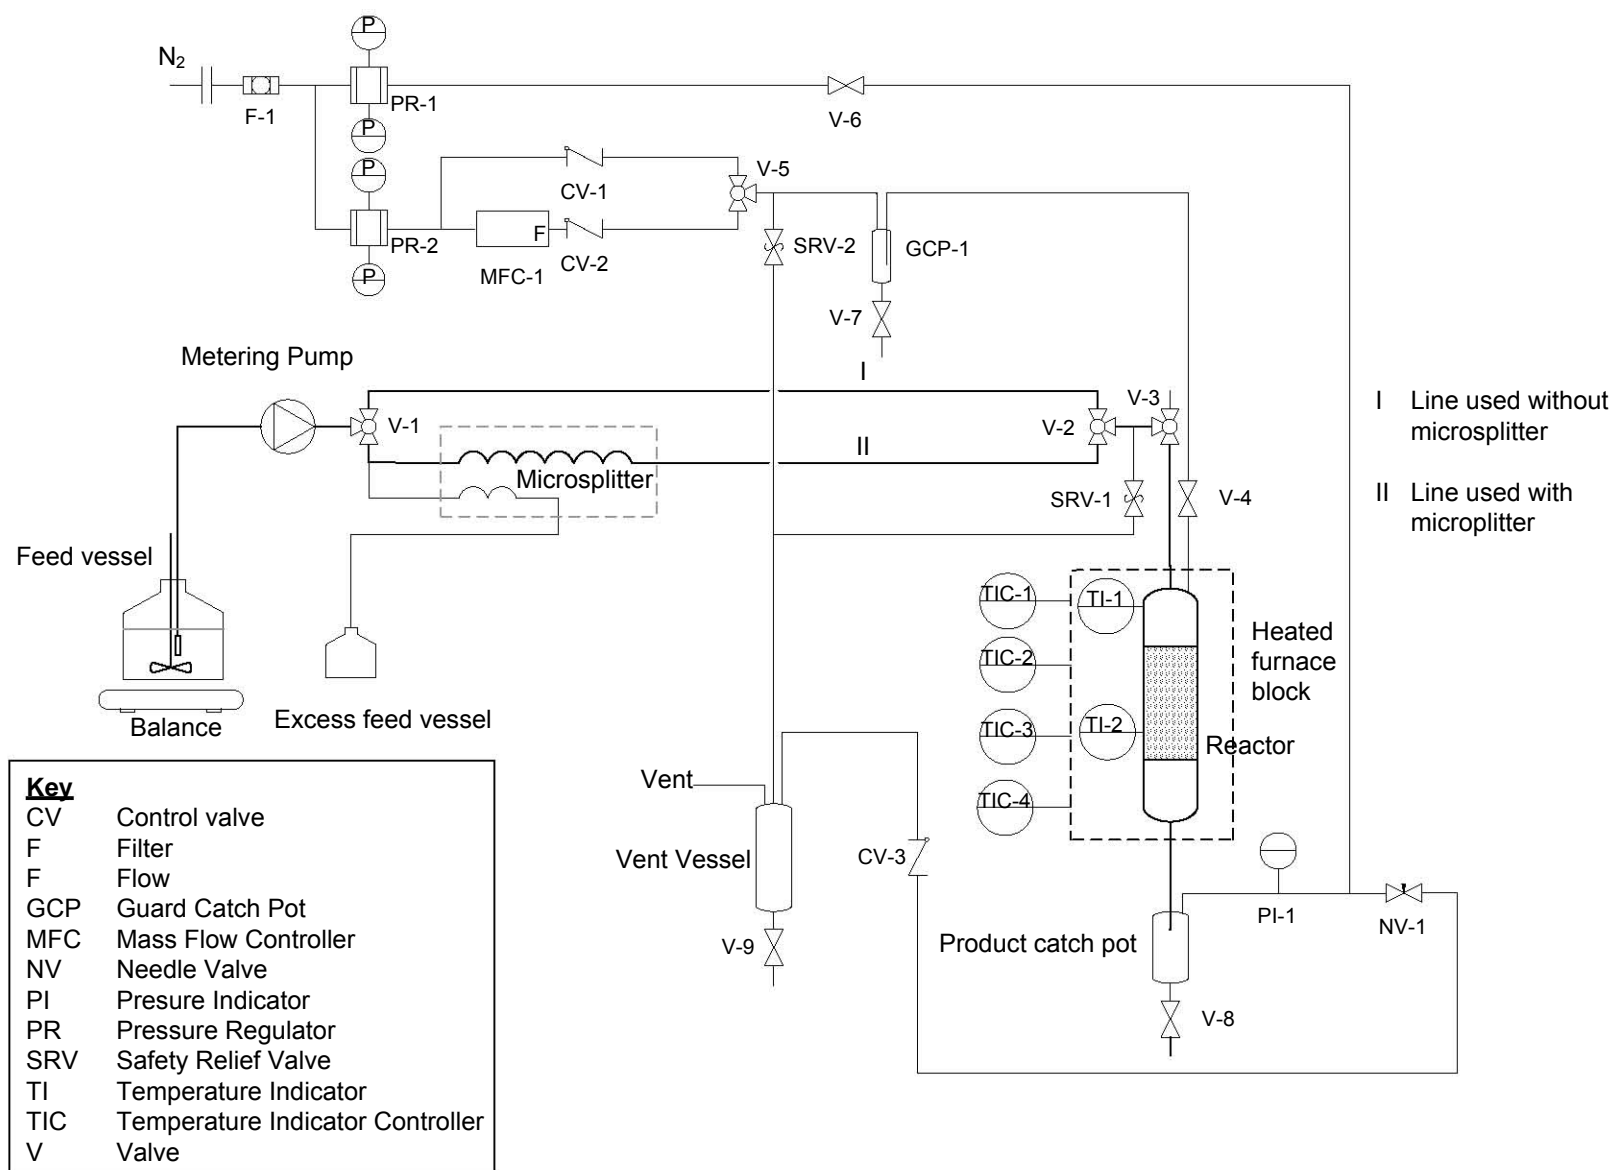 P
N2
F-1
PR-1
V-6
P
P
V-5
CV-1
PR-2
F
SRV-2
GCP-1
MFC-1
CV-2
P
V-7
Metering Pump
I
V-3
V-1
V-2
II
I Line used without
microsplitter
Microsplitter
SRV-1
V-4
II Line used with
microplitter
Feed vessel
TIC-1
TI-1
Heated
furnace
block
TIC-2
Balance
Excess feed vessel
TIC-3
TI-2
Reactor
Vent
TIC-4
Vent Vessel
CV-3
PI-1
NV-1
V-9
Product catch pot
V-8
Key
CV Control valve
F Filter
F Flow
GCP Guard Catch Pot
MFC Mass Flow Controller
NV Needle Valve
PI Presure Indicator
PR Pressure Regulator
SRV Safety Relief Valve
TI Temperature Indicator
TIC Temperature Indicator Controller
V Valve